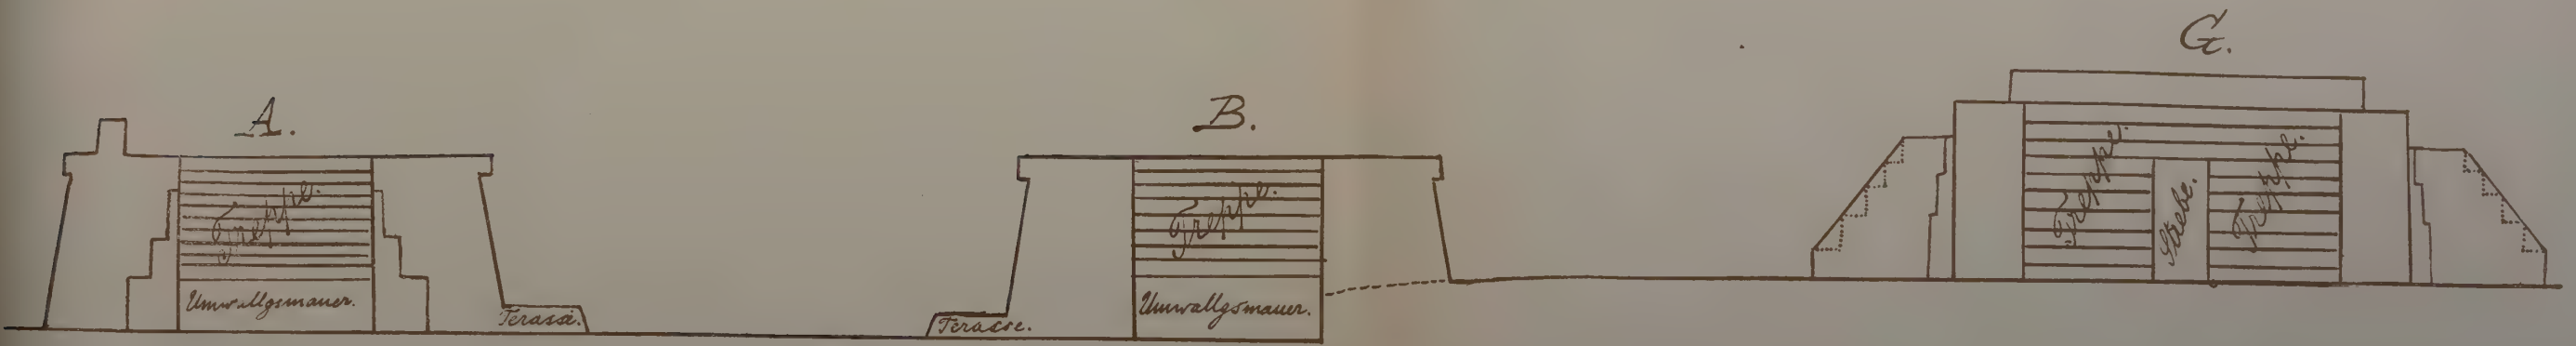 A.
Treppe.
Umwallgsmauer.
Terasse.
B.
Treppe.
Umwallgsmauer.
Terasse.
C.
Treppe.
Strebe.
Treppe.